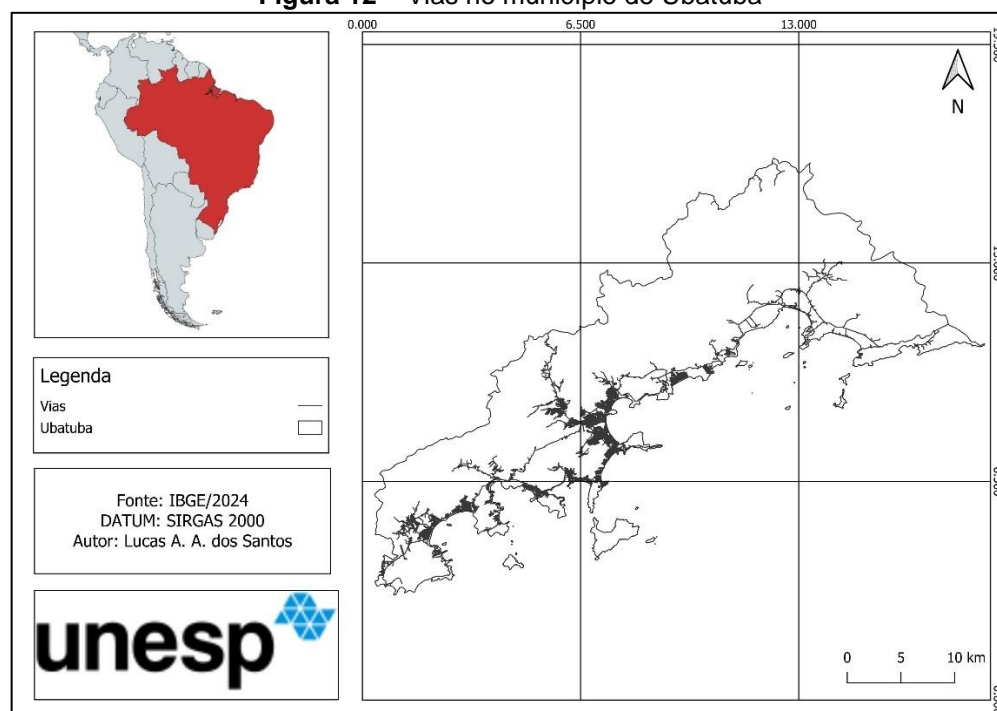 Figura 12 – Vias no município de Ubatuba
0.000 6.500 13.000
N
Legenda
Vias
Ubatuba
Fonte: IBGE/2024
DATUM: SIRGAS 2000
Autor: Lucas A. A. dos Santos
unesp
0 5 10 km